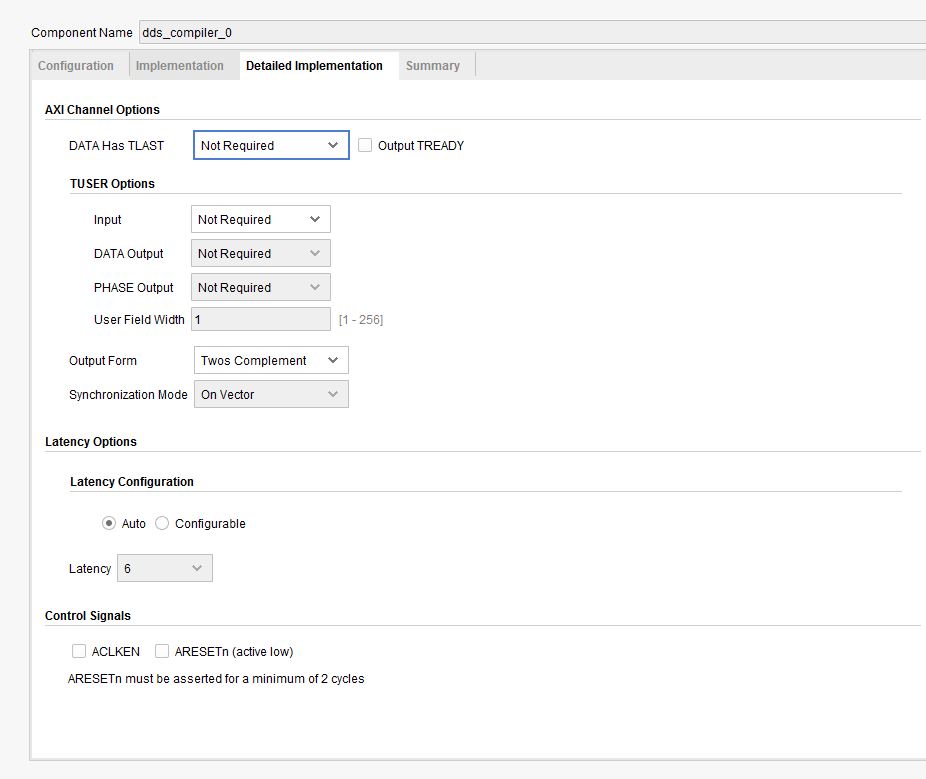 Component Name dds_compiler_0
Configuration Implementation Detailed Implementation Summary
AXI Channel Options
DATA Has TLAST Not Required Output TREADY
TUSER Options
Input Not Required
DATA Output Not Required
PHASE Output Not Required
User Field Width 1 [1 - 256]
Output Form Twos Complement
Synchronization Mode On Vector
Latency Options
Latency Configuration
Auto Configurable
Latency 6
Control Signals
ACLKEN ARESETn (active low)
ARESETn must be asserted for a minimum of 2 cycles